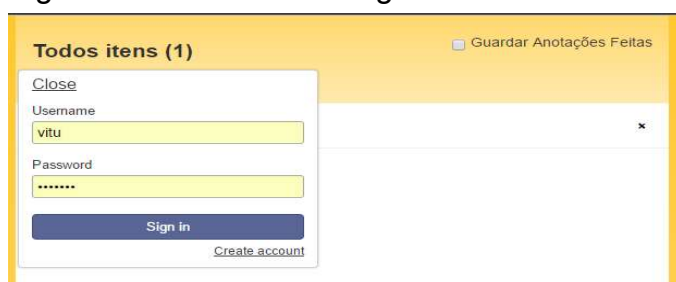 Todos itens (1)
Guardar Anotações Feitas
Close
Username
vitu
×
Password
•••••••
Sign in
Create account